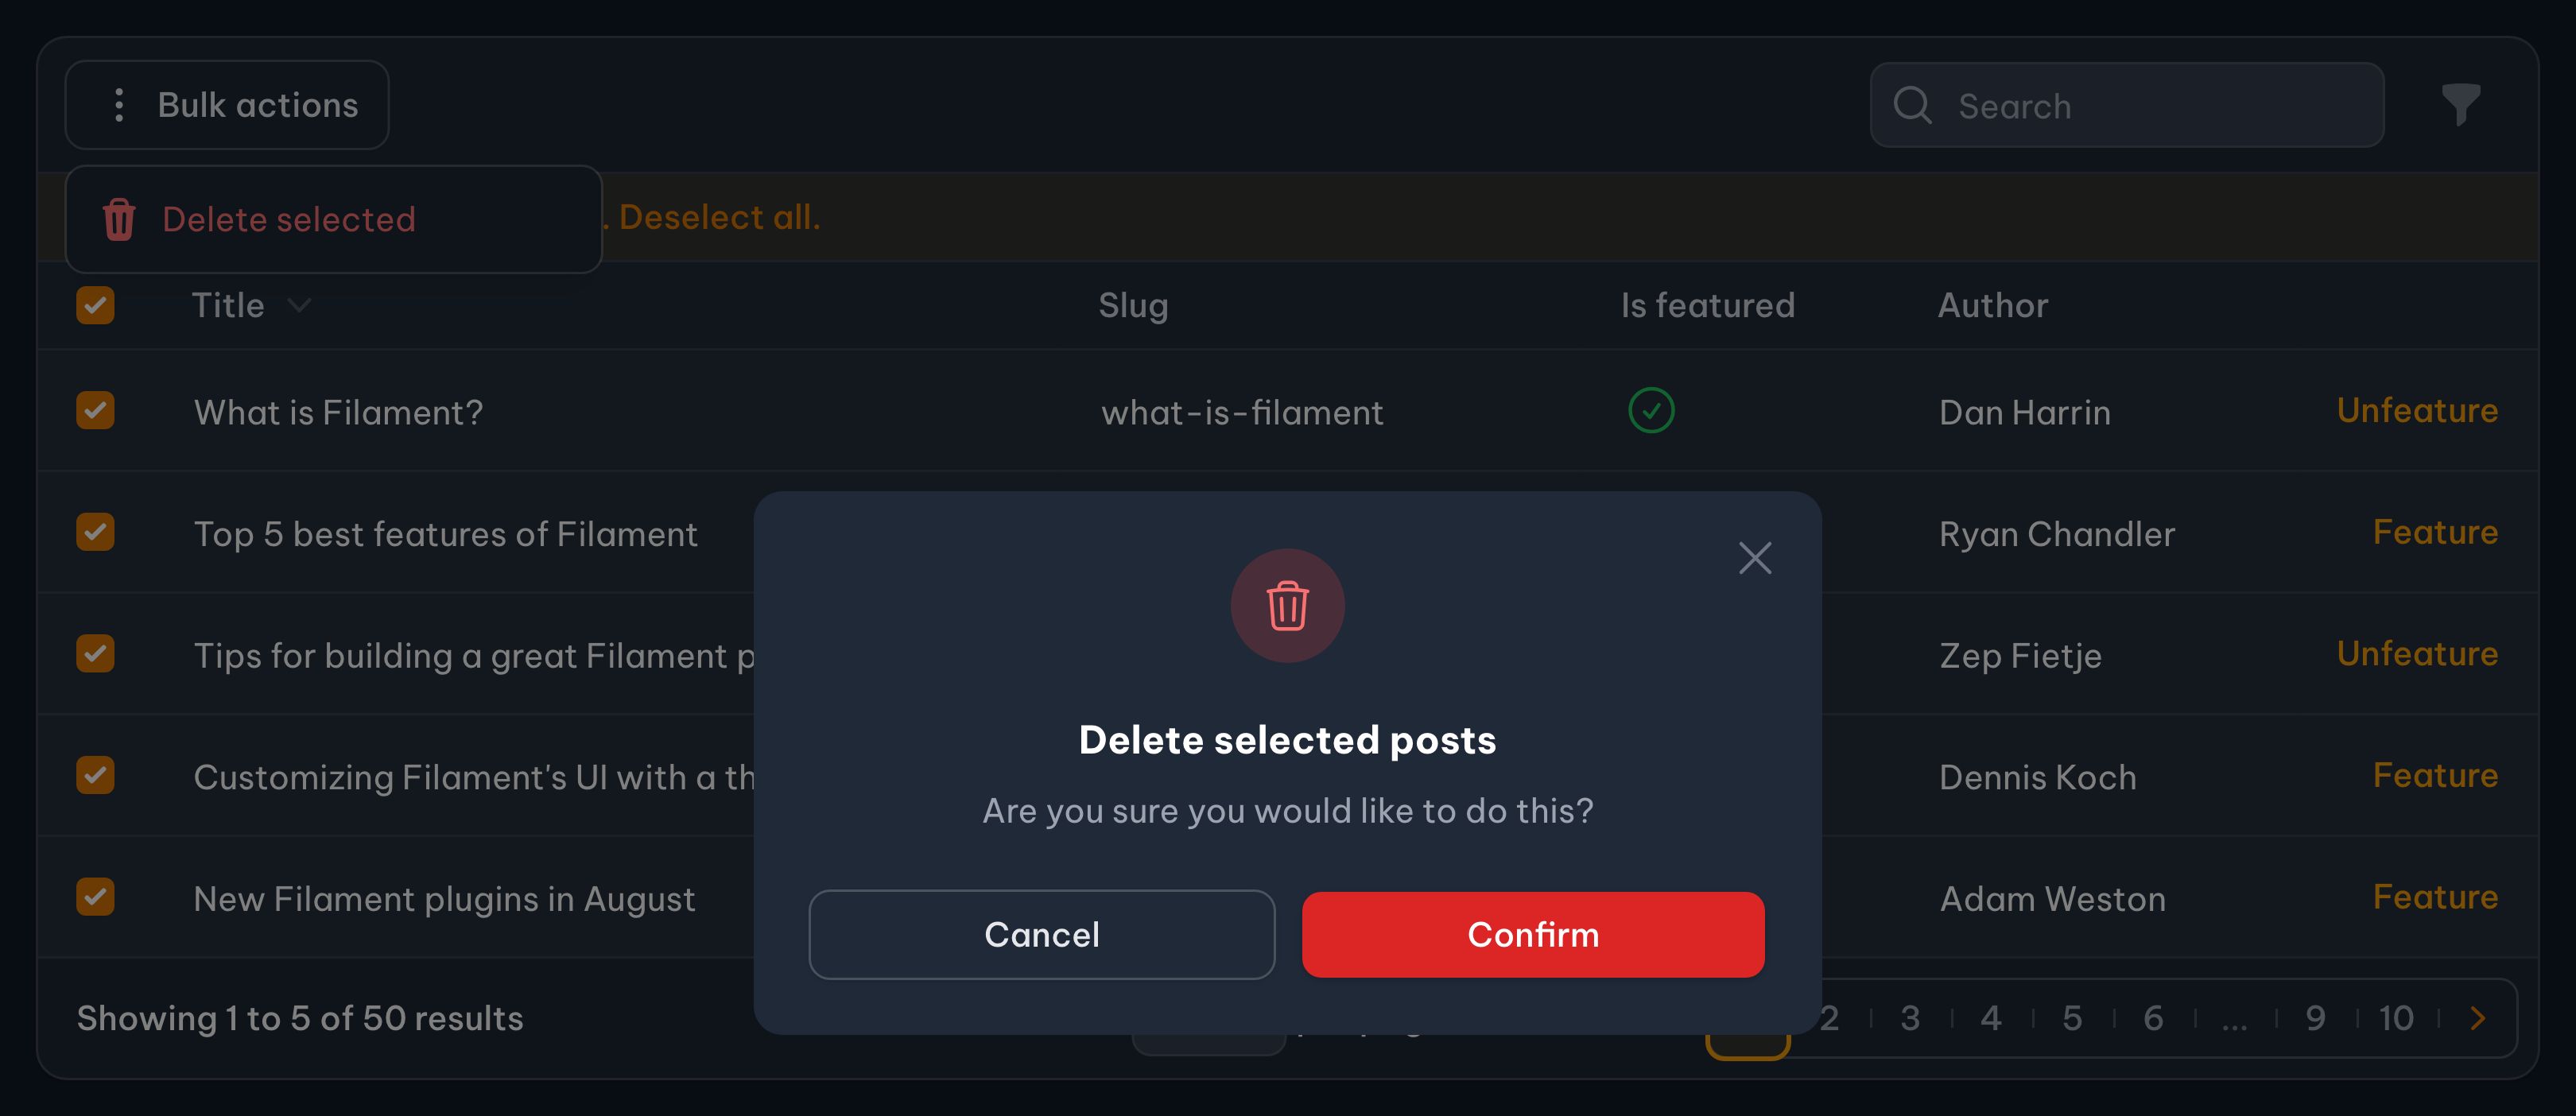 Bulk actions
Search
Delete selected
. Deselect all.
Title Slug Is featured Author
What is Filament? what-is-filament Dan Harrin Unfeature
Top 5 best features of Filament Ryan Chandler Feature
Tips for building a great Filament p Zep Fietje Unfeature
Customizing Filament's UI with a th Dennis Koch Feature
New Filament plugins in August Adam Weston Feature
Delete selected posts
Are you sure you would like to do this?
Cancel Confirm
Showing 1 to 5 of 50 results 2 3 4 5 6 ... 9 10